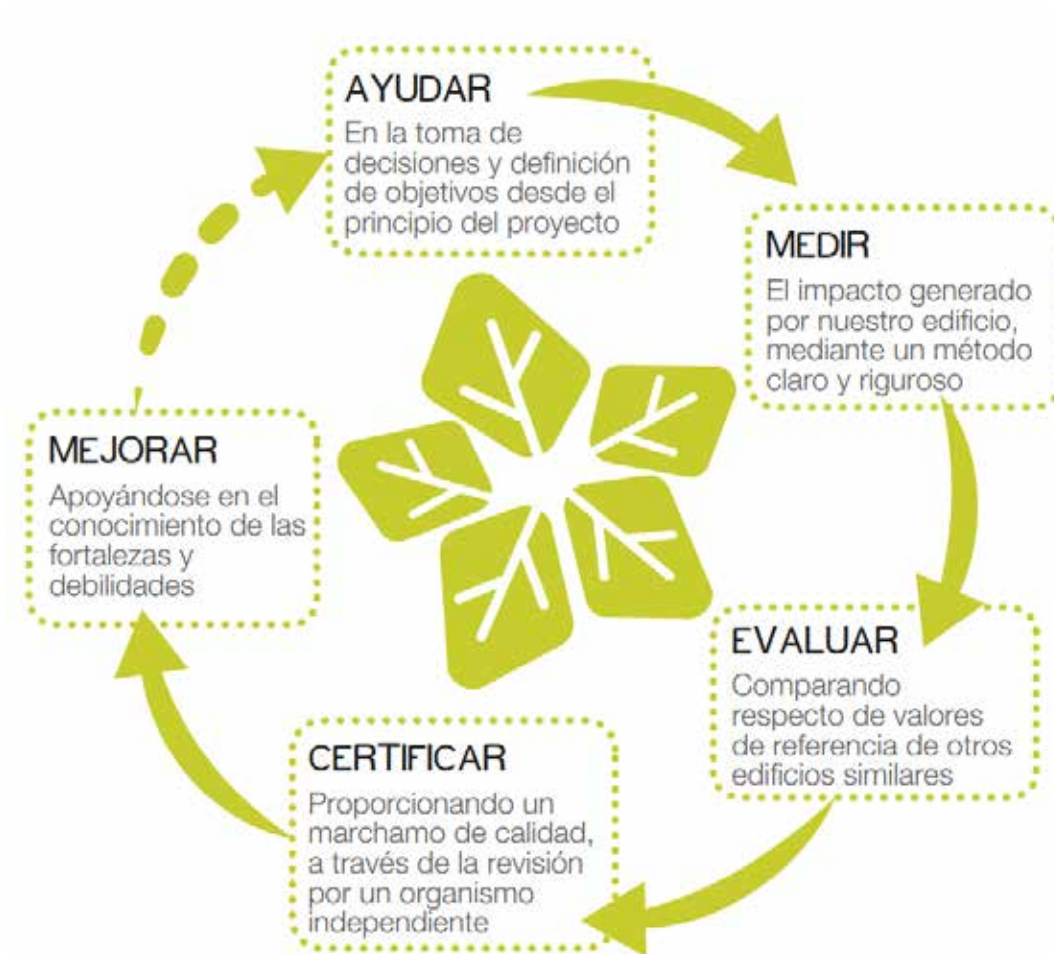 AYUDAR
En la toma de
decisiones y definición
de objetivos desde el
principio del proyecto
MEDIR
El impacto generado
por nuestro edificio,
mediante un método
claro y riguroso
EVALUAR
Comparando
respecto de valores
de referencia de otros
edificios similares
CERTIFICAR
Proporcionando un
marchamo de calidad,
a través de la revisión
por un organismo
independiente
MEJORAR
Apoyándose en el
conocimiento de las
fortalezas y
debilidades